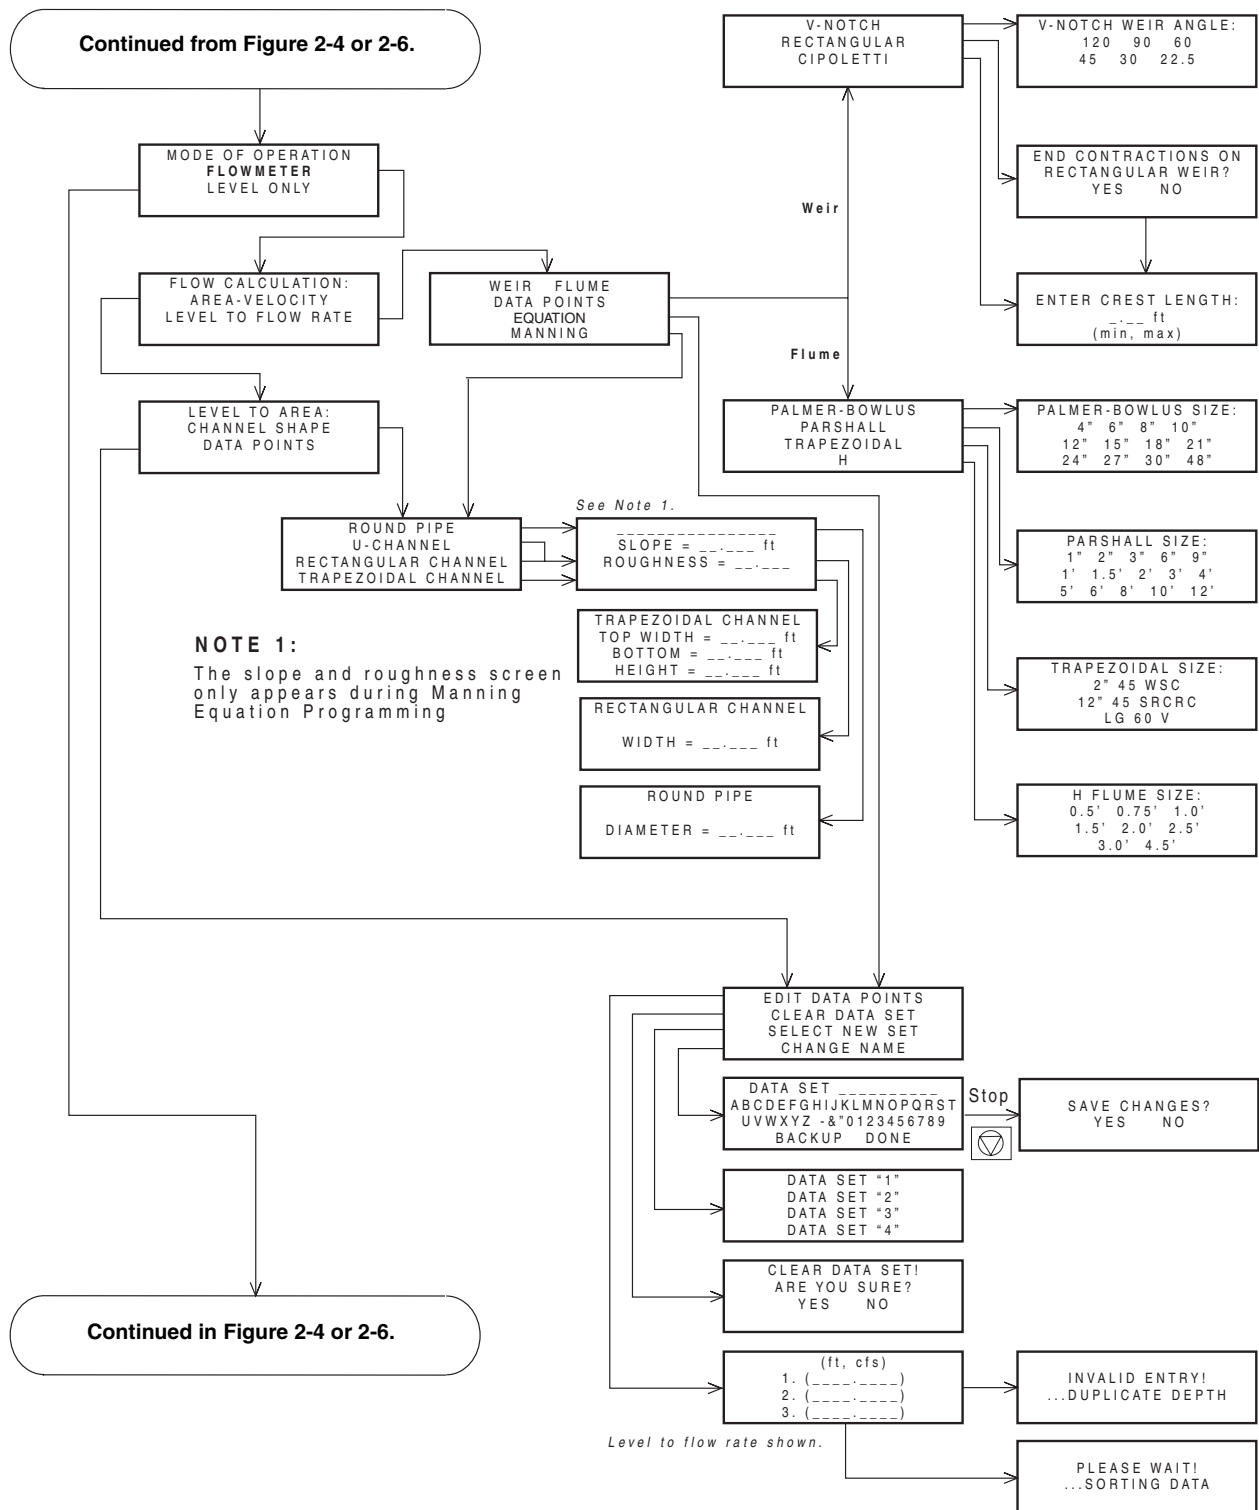 Continued from Figure 2-4 or 2-6.
MODE OF OPERATION
FLOWMETER
LEVEL ONLY
FLOW CALCULATION:
AREA-VELOCITY
LEVEL TO FLOW RATE
WEIR FLUME
DATA POINTS
EQUATION
MANNING
LEVEL TO AREA:
CHANNEL SHAPE
DATA POINTS
Weir
Flume
V-NOTCH
RECTANGULAR
CIPOLETTI
V-NOTCH WEIR ANGLE:
120 90 60
45 30 22.5
END CONTRACTIONS ON
RECTANGULAR WEIR?
YES NO
ENTER CREST LENGTH:
_.__ ft
(min, max)
PALMER-BOWLUS
PARSHALL
TRAPEZOIDAL
H
PALMER-BOWLUS SIZE:
4" 6" 8" 10"
12" 15" 18" 21"
24" 27" 30" 48"
PARSHALL SIZE:
1" 2" 3" 6" 9"
1' 1.5' 2' 3' 4'
5' 6' 8' 10' 12'
TRAPEZOIDAL SIZE:
2" 45 WSC
12" 45 SRCRC
LG 60 V
H FLUME SIZE:
0.5' 0.75' 1.0'
1.5' 2.0' 2.5'
3.0' 4.5'
ROUND PIPE
U-CHANNEL
RECTANGULAR CHANNEL
TRAPEZOIDAL CHANNEL
See Note 1.
________________
SLOPE = __.___ ft
ROUGHNESS = __.___
TRAPEZOIDAL CHANNEL
TOP WIDTH = __.___ ft
BOTTOM = __.___ ft
HEIGHT = __.___ ft
RECTANGULAR CHANNEL
WIDTH = __.___ ft
ROUND PIPE
DIAMETER = __.___ ft
NOTE 1:
The slope and roughness screen
only appears during Manning
Equation Programming
EDIT DATA POINTS
CLEAR DATA SET
SELECT NEW SET
CHANGE NAME
DATA SET __________
ABCDEFGHIJKLMNOPQRST
UVWXYZ -&"0123456789
BACKUP DONE
Stop
SAVE CHANGES?
YES NO
DATA SET “1”
DATA SET “2”
DATA SET “3”
DATA SET “4”
CLEAR DATA SET!
ARE YOU SURE?
YES NO
(ft, cfs)
1. (____.____)
2. (____.____)
3. (____.____)
Level to flow rate shown.
INVALID ENTRY!
...DUPLICATE DEPTH
PLEASE WAIT!
...SORTING DATA
Continued in Figure 2-4 or 2-6.